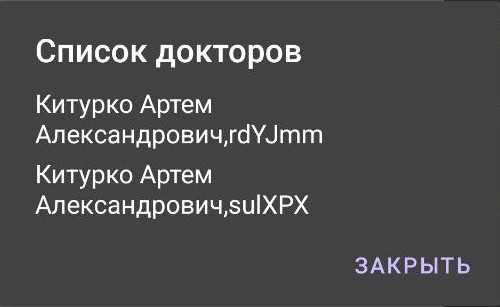 Список докторов
Китурко Артем
Александрович,rdYJmm
Китурко Артем
Александрович,sulXPX
ЗАКРЫТЬ